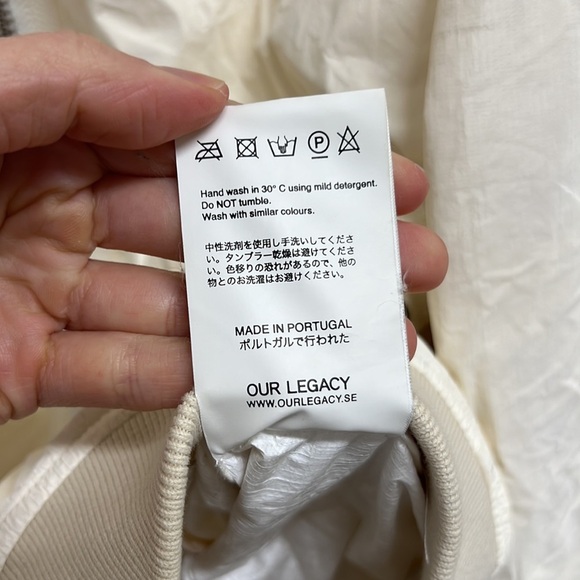 P
Hand wash in 30° C using mild detergent.
Do NOT tumble.
Wash with similar colours.
中性洗剤を使用し手洗いしてくださ
い。タンブラー乾燥は避けてくださ
い。色移りの恐れがあるので、他の
物とのお洗濯はお避けください。
MADE IN PORTUGAL
ポルトガルで行われた
OUR LEGACY
WWW.OURLEGACY.SE